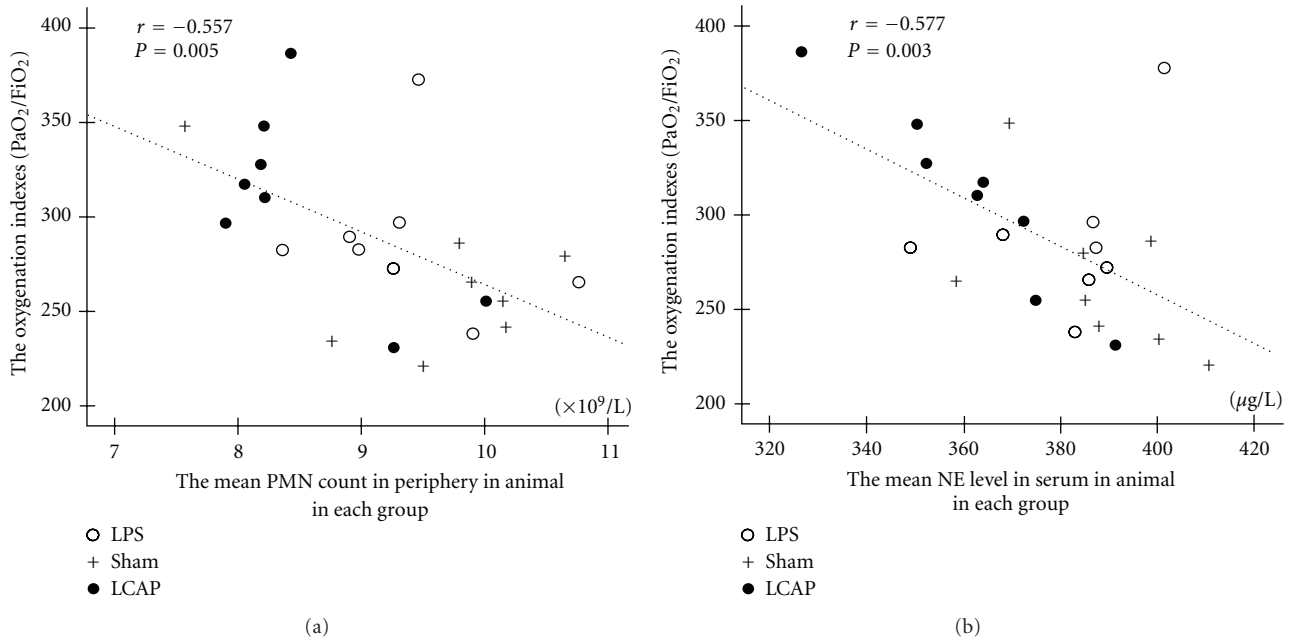 The oxygenation indexes (PaO2/FiO2)
400
350
300
250
200
r = −0.557
P = 0.005
(×10⁹/L)
7 8 9 10 11
The mean PMN count in periphery in animal
in each group
LPS
Sham
LCAP
(a)
The oxygenation indexes (PaO2/FiO2)
400
350
300
250
200
r = −0.577
P = 0.003
(μg/L)
320 340 360 380 400 420
The mean NE level in serum in animal
in each group
LPS
Sham
LCAP
(b)